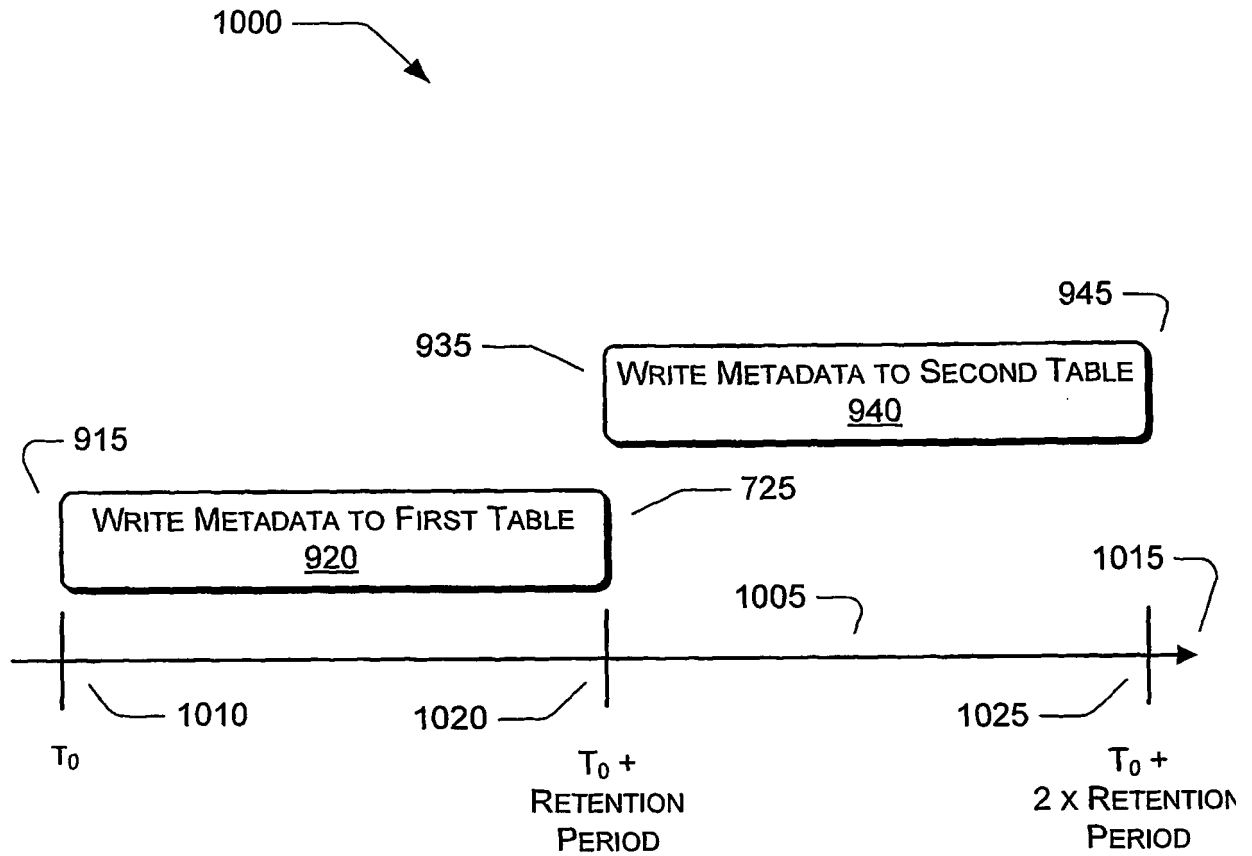 1000
945
935
WRITE METADATA TO SECOND TABLE
940
915
725
WRITE METADATA TO FIRST TABLE
920
1015
1005
1010
1020
1025
T0
T0 +
RETENTION
PERIOD
T0 +
2 X RETENTION
PERIOD